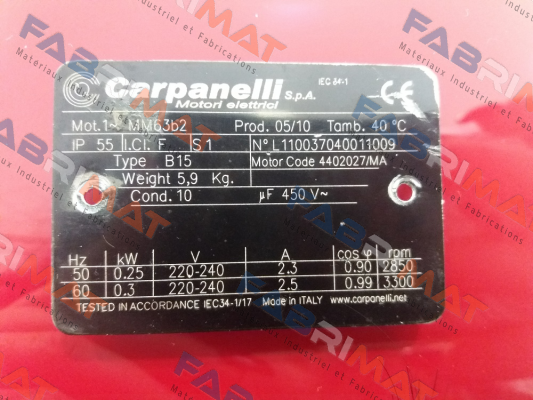 Carpanelli S.p.A.
IEC 34-1
CE
Motori elettrici
Mot.1~ MM63b2 Prod. 05/10 Tamb. 40 °C
IP 55 I.Cl. F. S.1 N° L110037040011009
Type B15 Motor Code 4402027/MA
Weight 5,9 Kg.
Cond. 10 µF 450 V~
Hz kW V A cos φ rpm
50 0.25 220-240 2.3 0.90 2850
60 0.3 220-240 2.5 0.99 3300
TESTED IN ACCORDANCE IEC34-1/17 Made in ITALY www.carpanelli.net
FABRIMAT
Materiaux Industriel et Fabrications